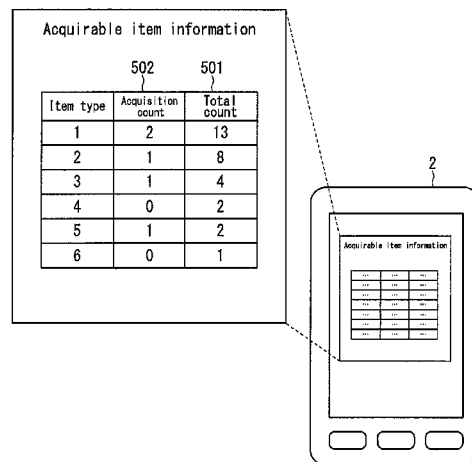 Acquirable item information
502 501
Item type Acquisition count Total count
1 2 13
2 1 8
3 1 4
4 0 2
5 1 2
6 0 1
2
Acquirable item information
... ... ...
... ... ...
... ... ...
... ... ...
... ... ...
... ... ...
... ... ...